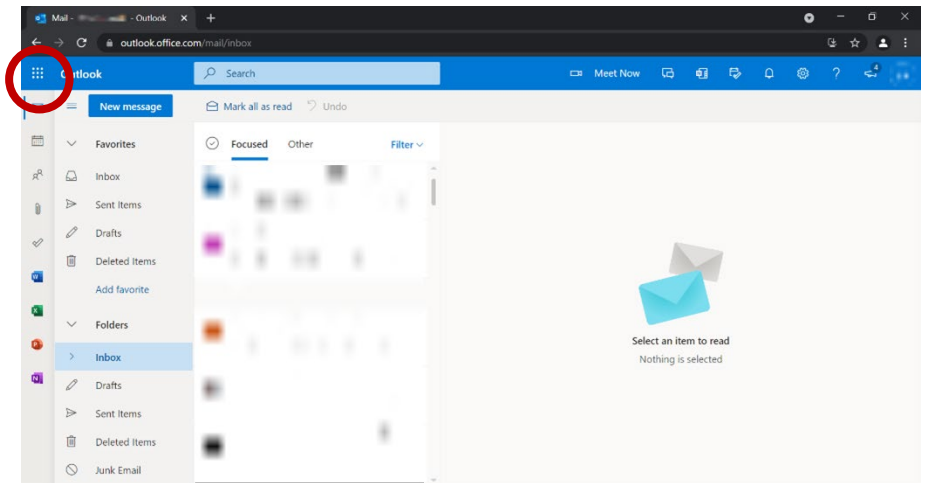 Mail - - Outlook
outlook.office.com/mail/inbox
Outlook
Search
Meet Now
?
4
New message
Mark all as read
Undo
Favorites
Focused
Other
Filter
Inbox
Sent Items
Drafts
Deleted Items
Add favorite
Folders
Inbox
Drafts
Sent Items
Deleted Items
Junk Email
Select an item to read
Nothing is selected